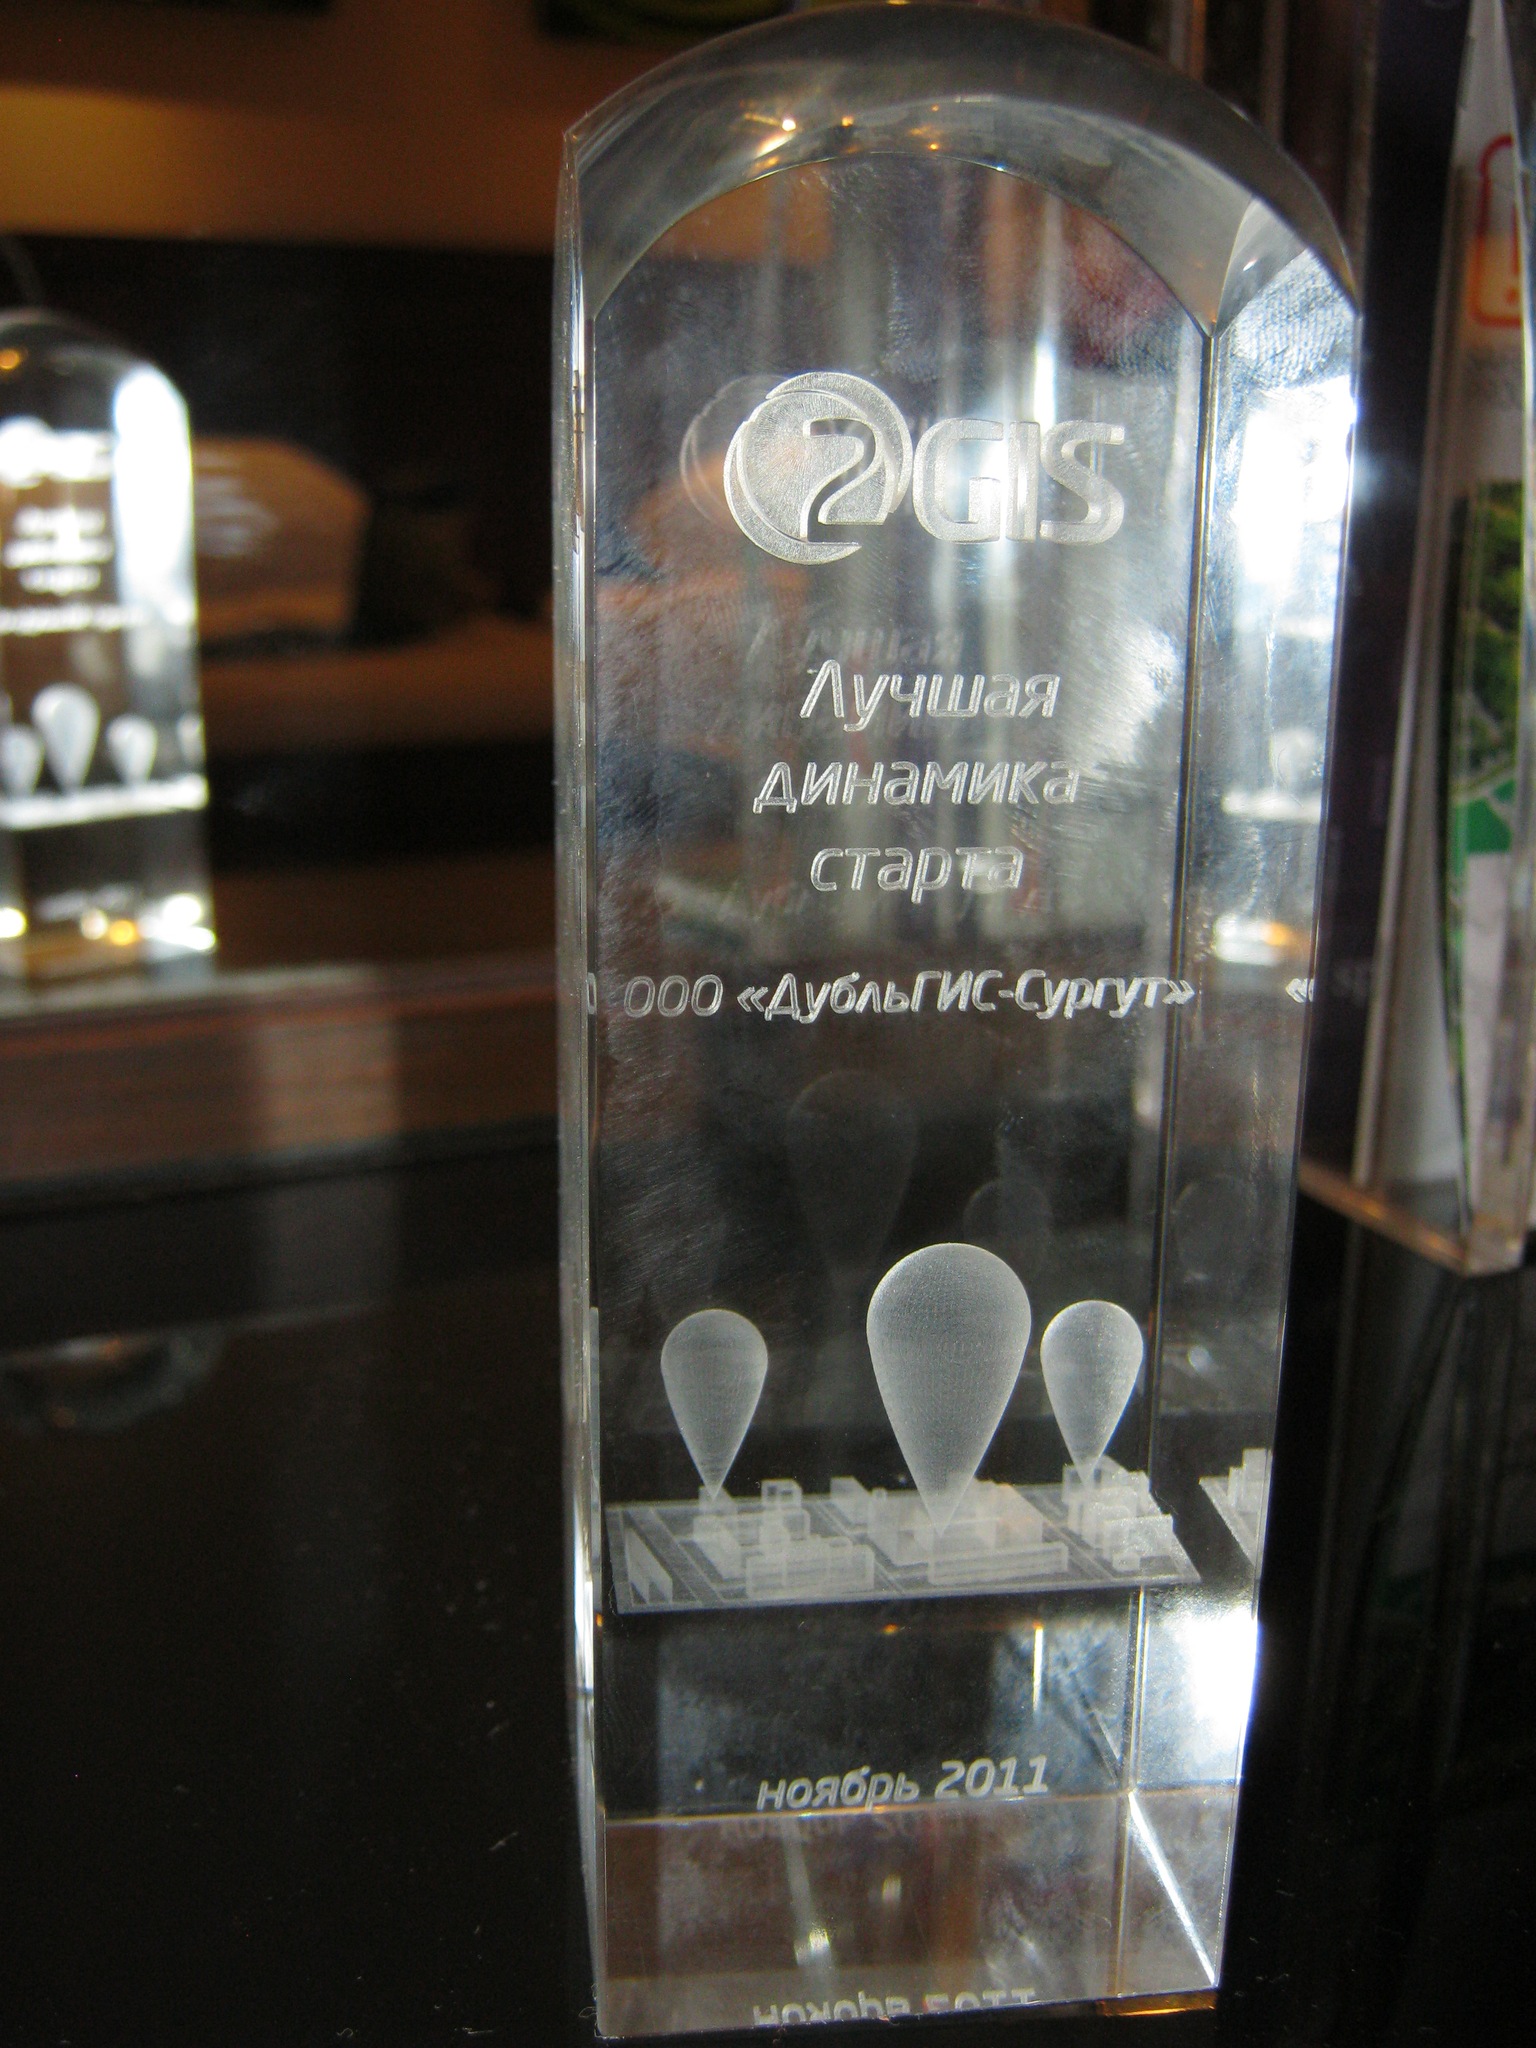 2GIS
Лучшая
динамика
старта
ООО «ДубльГИС-Сургут»
ноябрь 2011